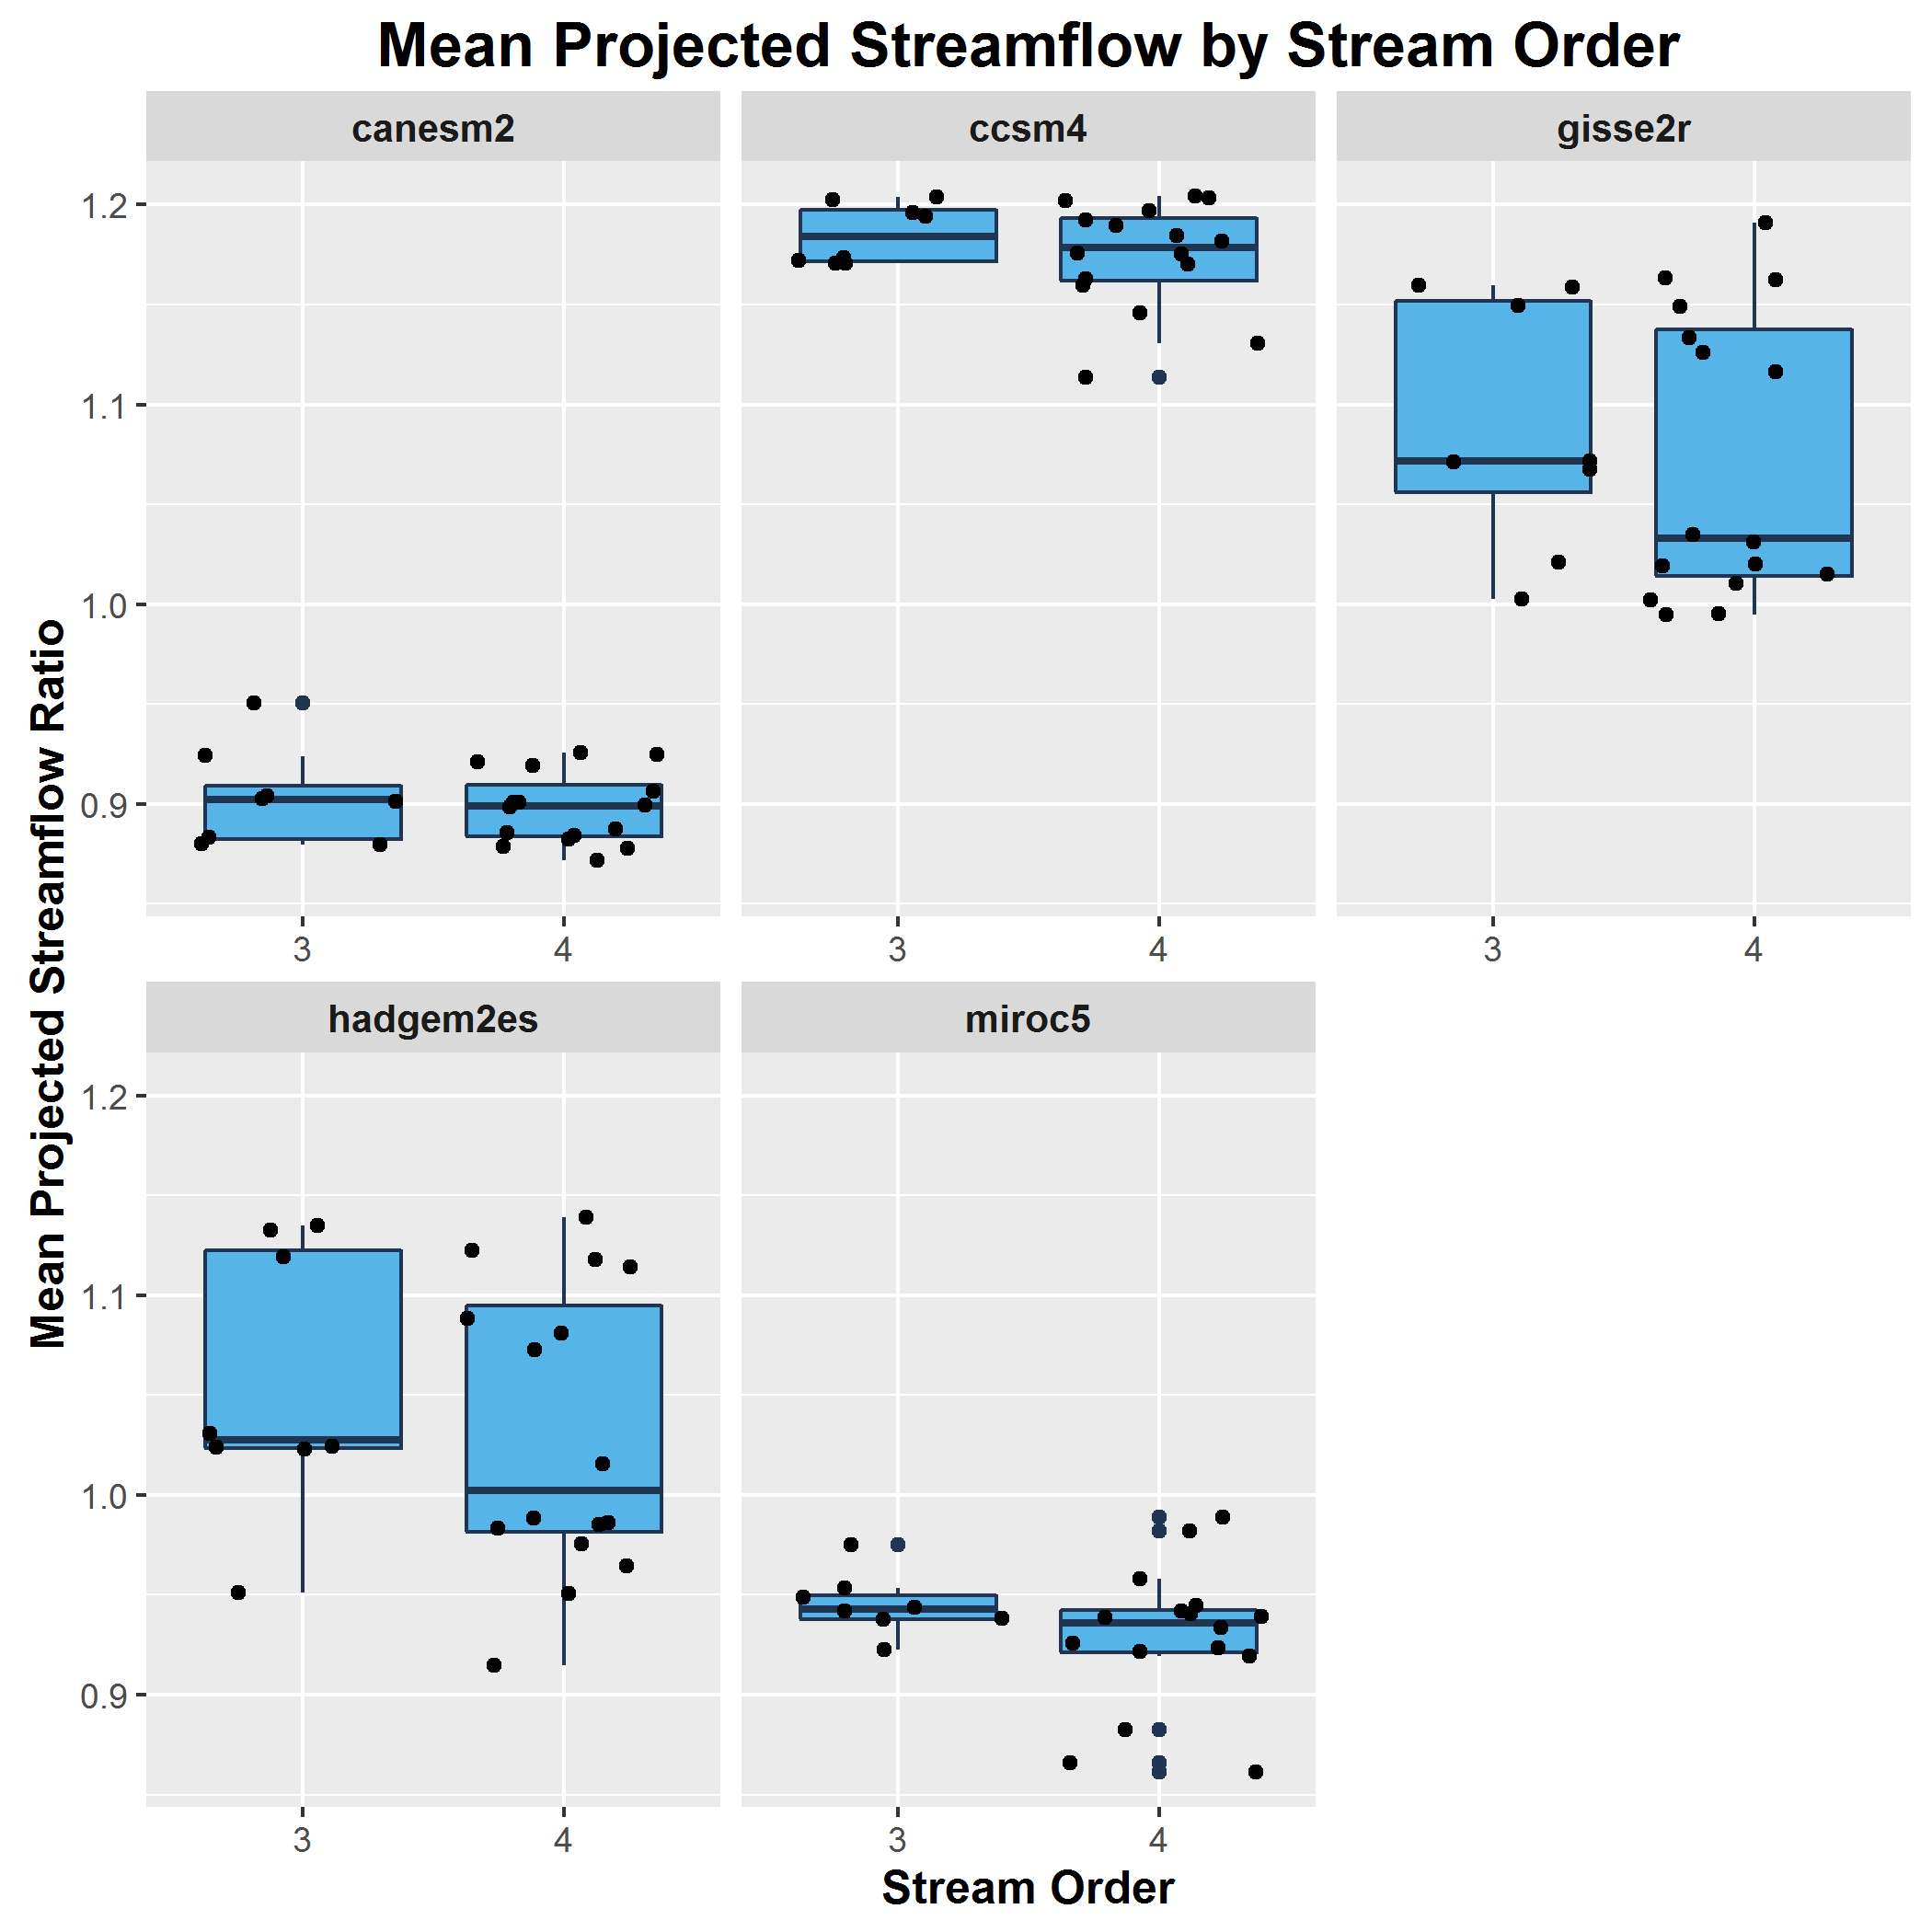 Mean Projected Streamflow by Stream Order
canesm2
ccsm4
gisse2r
1.2
1.1
1.0
0.9
3
4
3
4
3
4
Mean Projected Streamflow Ratio
hadgem2es
miroc5
1.2
1.1
1.0
0.9
3
4
3
4
Stream Order